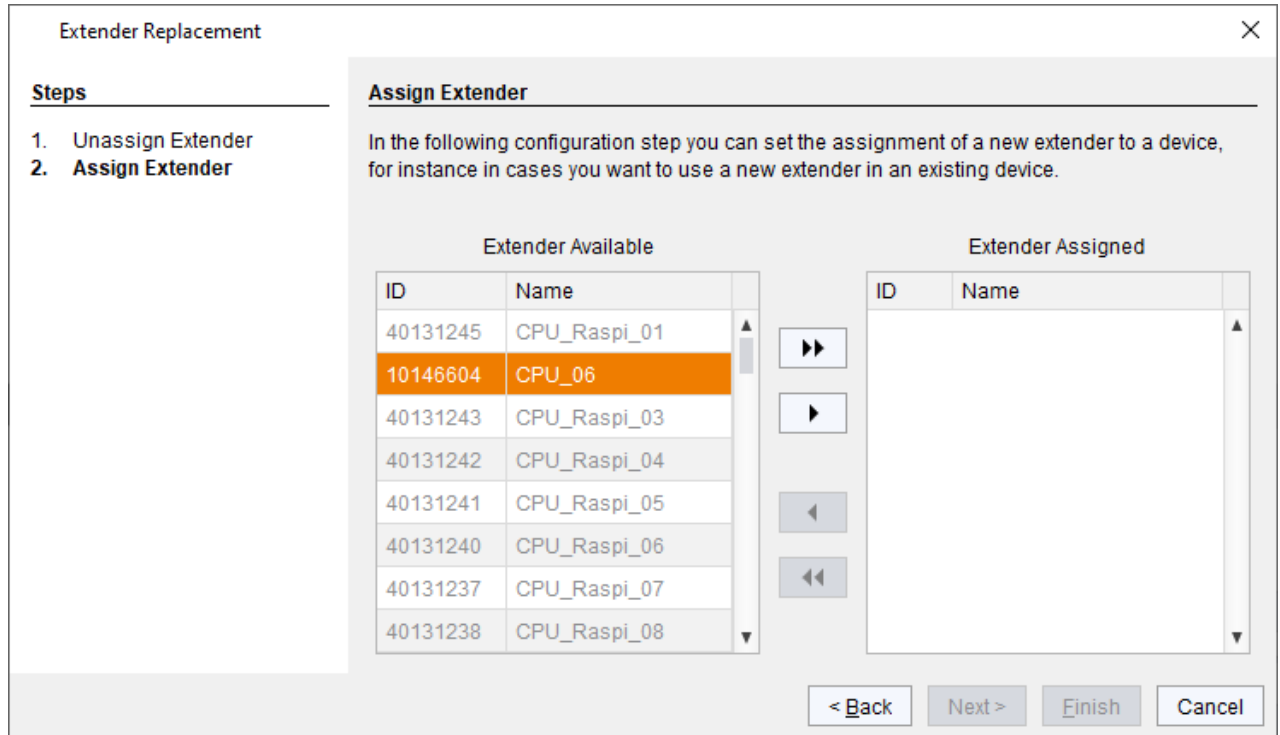 Extender Replacement
Steps
1. Unassign Extender
2. Assign Extender
Assign Extender
In the following configuration step you can set the assignment of a new extender to a device,
for instance in cases you want to use a new extender in an existing device.
Extender Available
ID Name
40131245 CPU_Raspi_01
10146604 CPU_06
40131243 CPU_Raspi_03
40131242 CPU_Raspi_04
40131241 CPU_Raspi_05
40131240 CPU_Raspi_06
40131237 CPU_Raspi_07
40131238 CPU_Raspi_08
Extender Assigned
ID Name
< Back Next > Finish Cancel